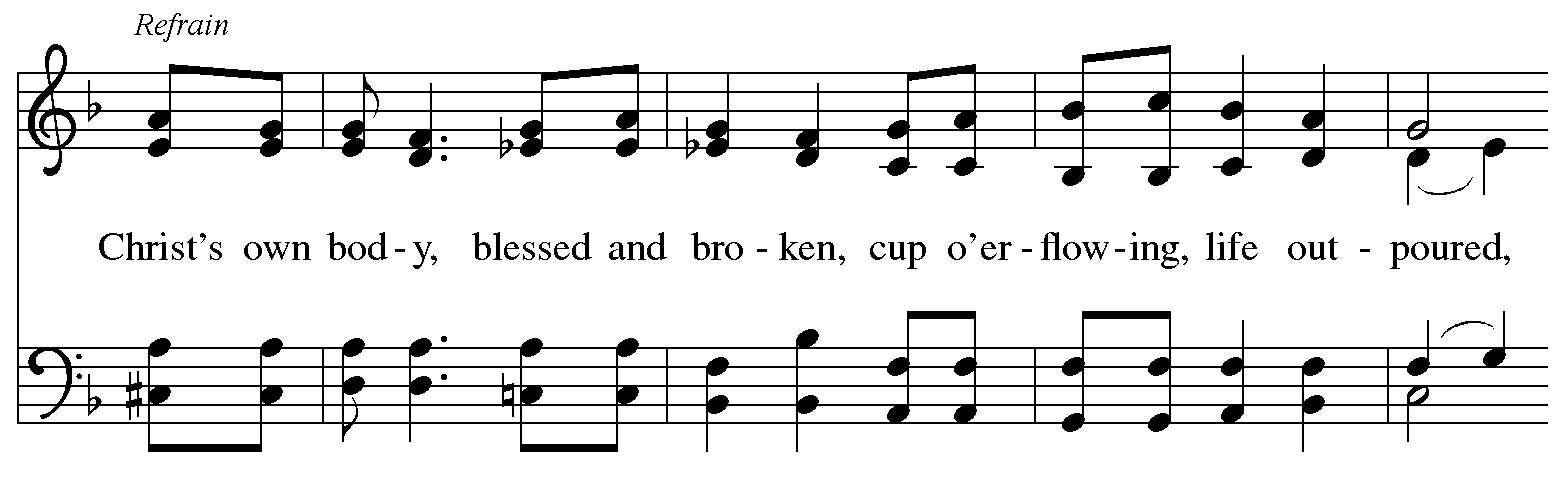 Refrain
Christ's own bod - y, blessed and bro - ken, cup o'er - flow - ing, life out - poured,